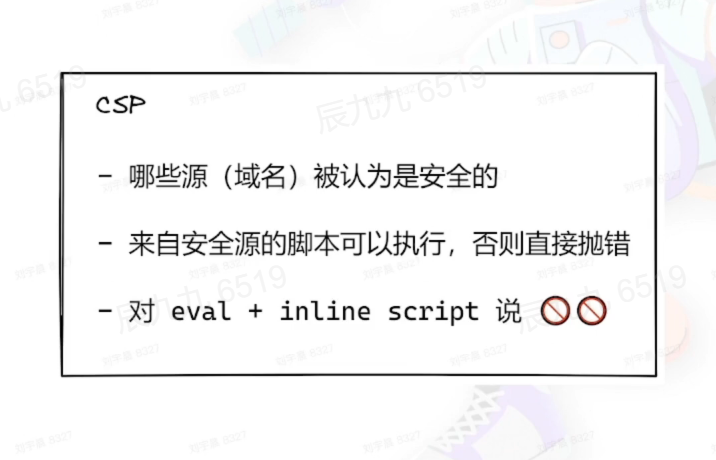 CSP
- 哪些源（域名）被认为是安全的
- 来自安全源的脚本可以执行，否则直接抛错
- 对 eval + inline script 说 🚫🚫
辰九九 6519